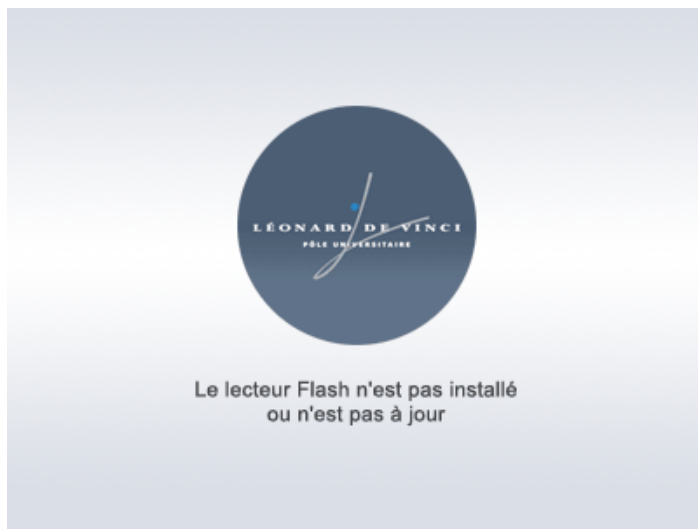 LÉONARD DE VINCI
PÔLE UNIVERSITAIRE
Le lecteur Flash n'est pas installé
ou n'est pas à jour